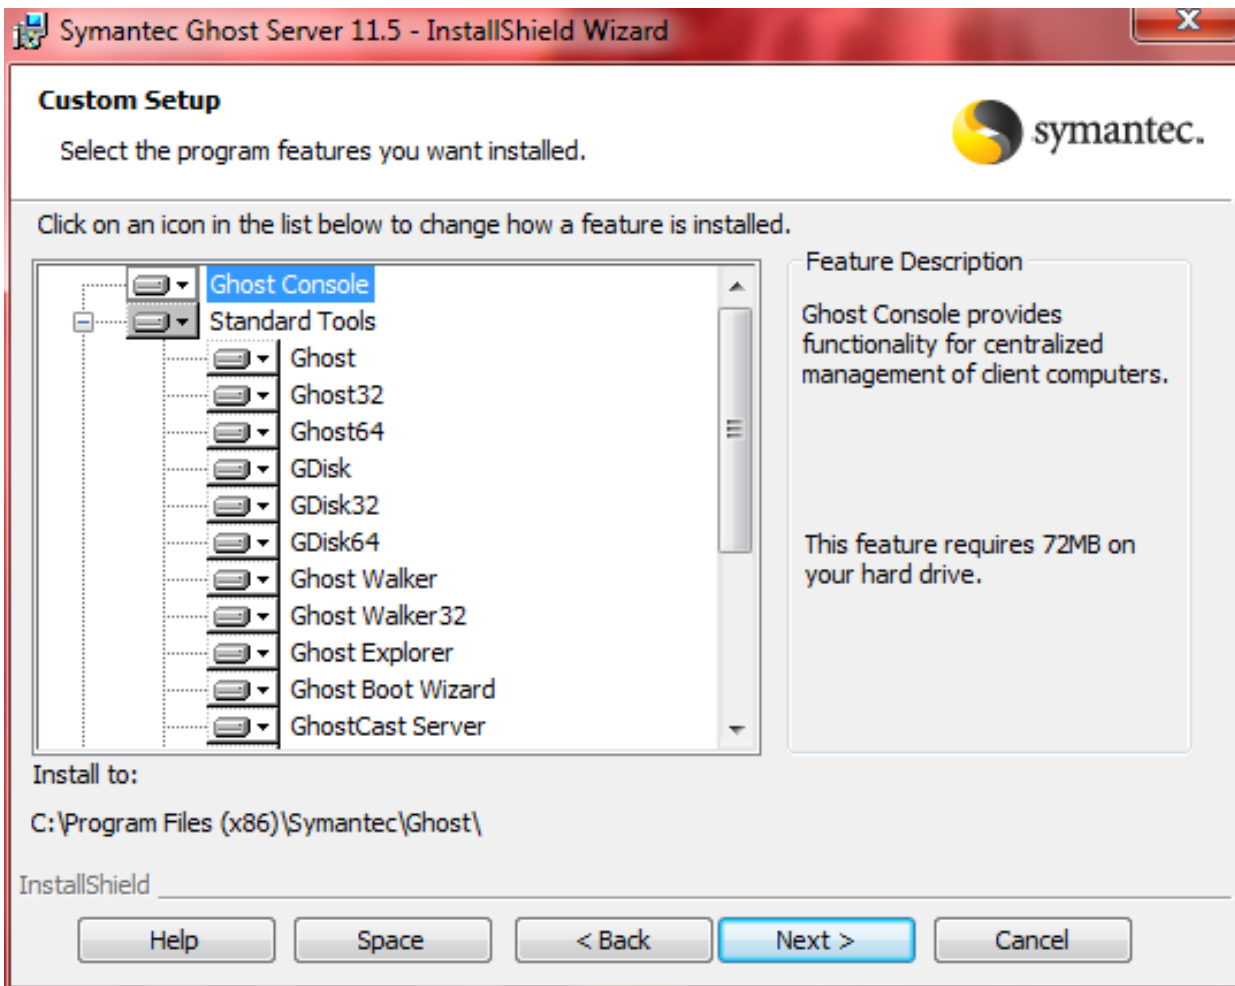 Symantec Ghost Server 11.5 - InstallShield Wizard
X
Custom Setup
Select the program features you want installed.
symantec.
Click on an icon in the list below to change how a feature is installed.
Ghost Console
Standard Tools
Ghost
Ghost32
Ghost64
GDisk
GDisk32
GDisk64
Ghost Walker
Ghost Walker32
Ghost Explorer
Ghost Boot Wizard
GhostCast Server
Feature Description
Ghost Console provides
functionality for centralized
management of client computers.
This feature requires 72MB on
your hard drive.
Install to:
C:\Program Files (x86)\Symantec\Ghost\
InstallShield
Help
Space
< Back
Next >
Cancel